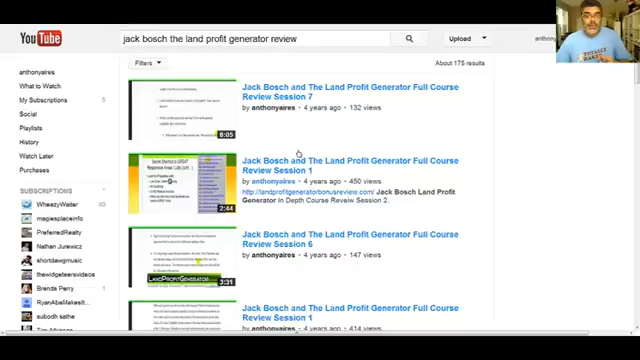 YouTube
jack bosch the land profit generator review
Upload
Filters
About 175 results
anthonyaires
What to Watch
My Subscriptions 5
Social
Playlists
History
Watch Later
Purchases
SUBSCRIPTIONS
WheezyWaiter 40
magiesplaceinfo
PreferredRealty
Nathan Jurewicz
shortdawgmusic
thewidgeteersvideos
Brenda Perry 1
RyanAbaMakesIt...
subodh sathe
Jack Bosch and The Land Profit Generator Full Course
Review Session 7
by anthonyaires • 4 years ago • 132 views
6:05
Jack Bosch and The Land Profit Generator Full Course
Review Session 1
by anthonyaires • 4 years ago • 450 views
http://landprofitgeneratorbonusreview.com/ Jack Bosch Land Profit
Generator In Depth Course Reveiw Session 2.
2:44
Jack Bosch and The Land Profit Generator Full Course
Review Session 6
by anthonyaires • 4 years ago • 147 views
LANDPROFITGENERATOR
3:31
Jack Bosch and The Land Profit Generator Full Course
Review Session 1
by anthonyaires • 4 years ago • 414 views